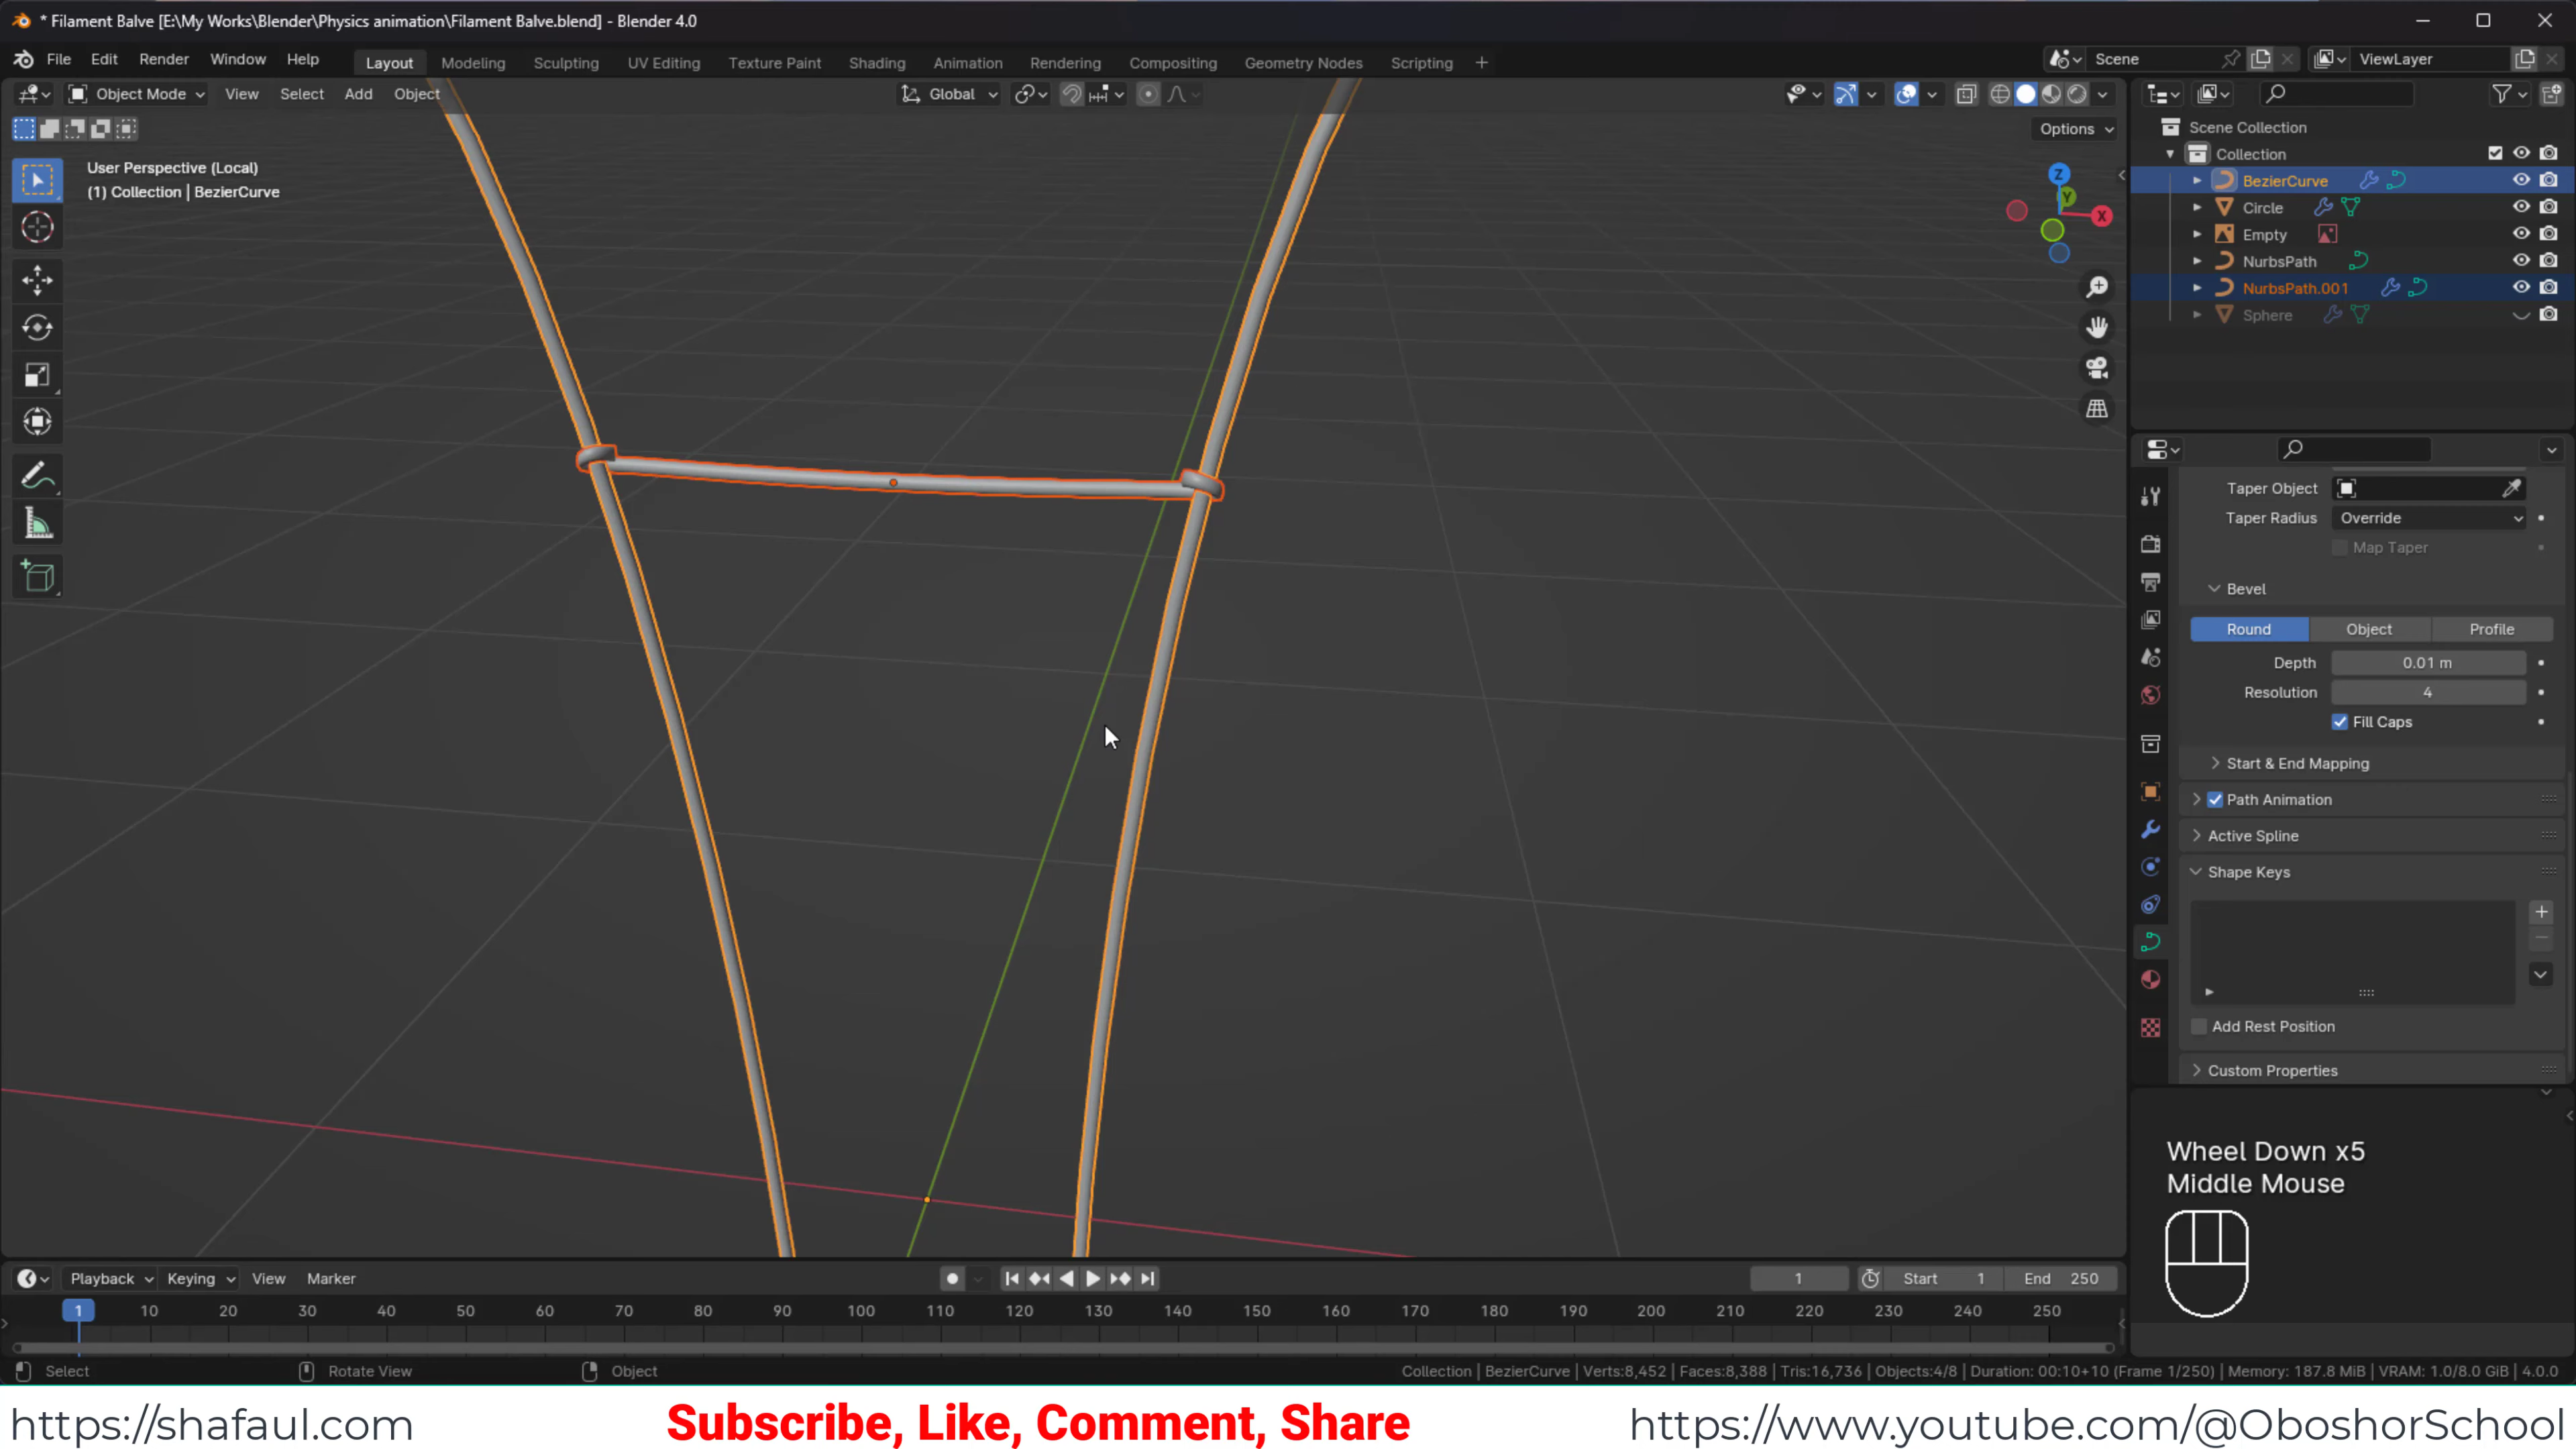 * Filament Balve [E:\My Works\Blender\Physics animation\Filament Balve.blend] - Blender 4.0
File Edit Render Window Help Layout Modeling Sculpting UV Editing Texture Paint Shading Animation Rendering Compositing Geometry Nodes Scripting + Scene ViewLayer
Object Mode View Select Add Object Global
Options
User Perspective (Local)
(1) Collection | BezierCurve
Z
Y
X
Scene Collection
Collection
BezierCurve
Circle
Empty
NurbsPath
NurbsPath.001
Sphere
Taper Object
Taper Radius Override
Map Taper
Bevel
Round Object Profile
Depth 0.01 m
Resolution 4
Fill Caps
Start & End Mapping
Path Animation
Active Spline
Shape Keys
Add Rest Position
Custom Properties
Wheel Down x5
Middle Mouse
Playback Keying View Marker 1 Start 1 End 250
1 10 20 30 40 50 60 70 80 90 100 110 120 130 140 150 160 170 180 190 200 210 220 230 240 250
Select Rotate View Object Collection | BezierCurve | Verts:8,452 | Faces:8,388 | Tris:16,736 | Objects:4/8 | Duration: 00:10+10 (Frame 1/250) | Memory: 187.8 MiB | VRAM: 1.0/8.0 GiB | 4.0.0
https://shafaul.com Subscribe, Like, Comment, Share https://www.youtube.com/@OboshorSchool